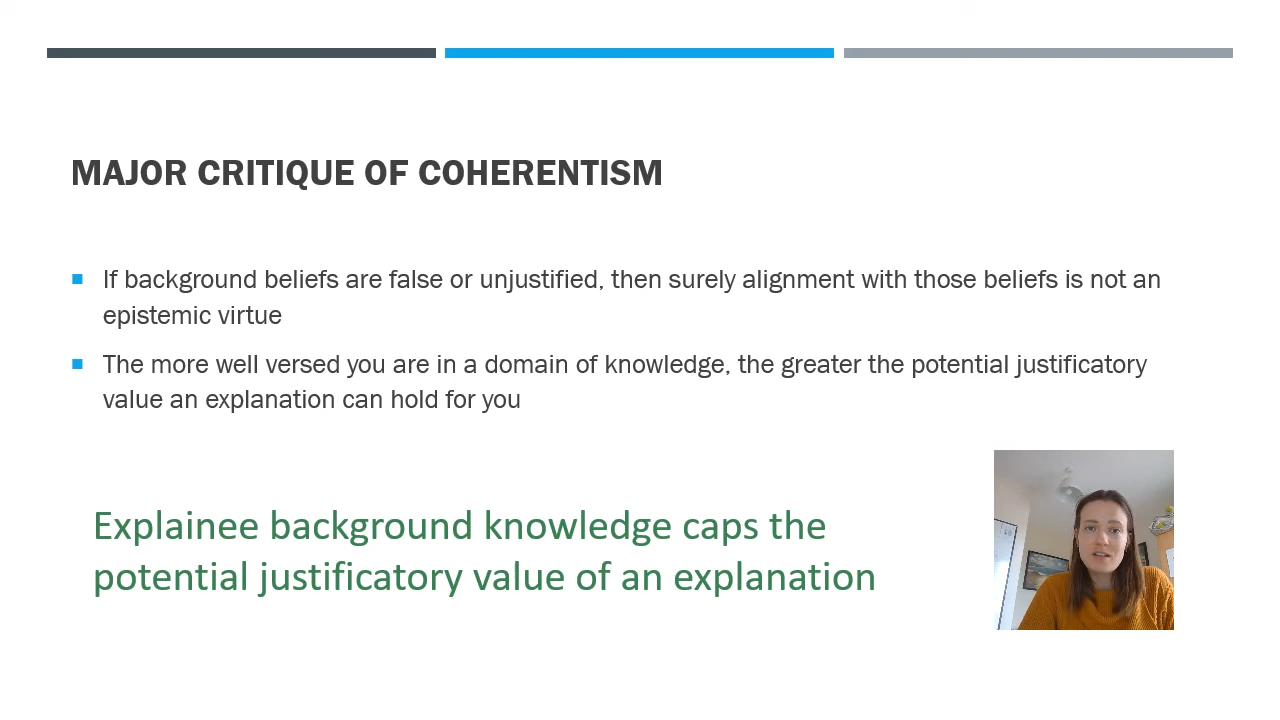 MAJOR CRITIQUE OF COHERENTISM
If background beliefs are false or unjustified, then surely alignment with those beliefs is not an
epistemic virtue
The more well versed you are in a domain of knowledge, the greater the potential justificatory
value an explanation can hold for you
Explainee background knowledge caps the
potential justificatory value of an explanation